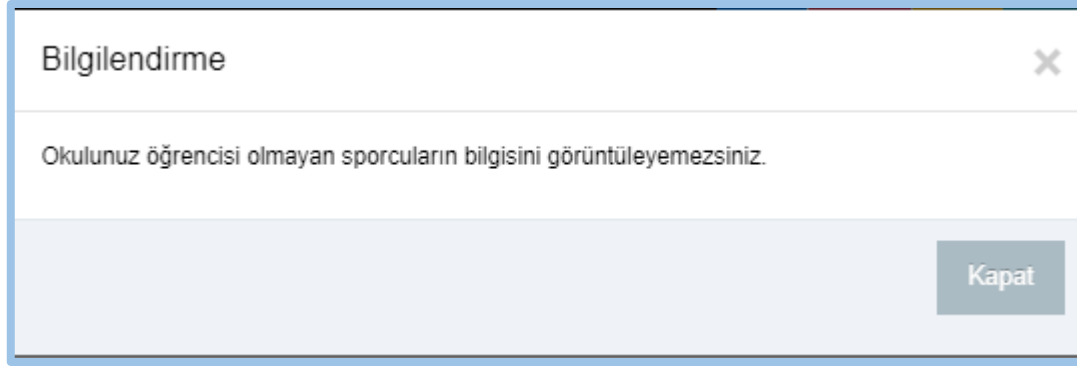 Bilgilendirme
Okulunuz öğrencisi olmayan sporcuların bilgisini görüntüleyemezsiniz.
Kapat